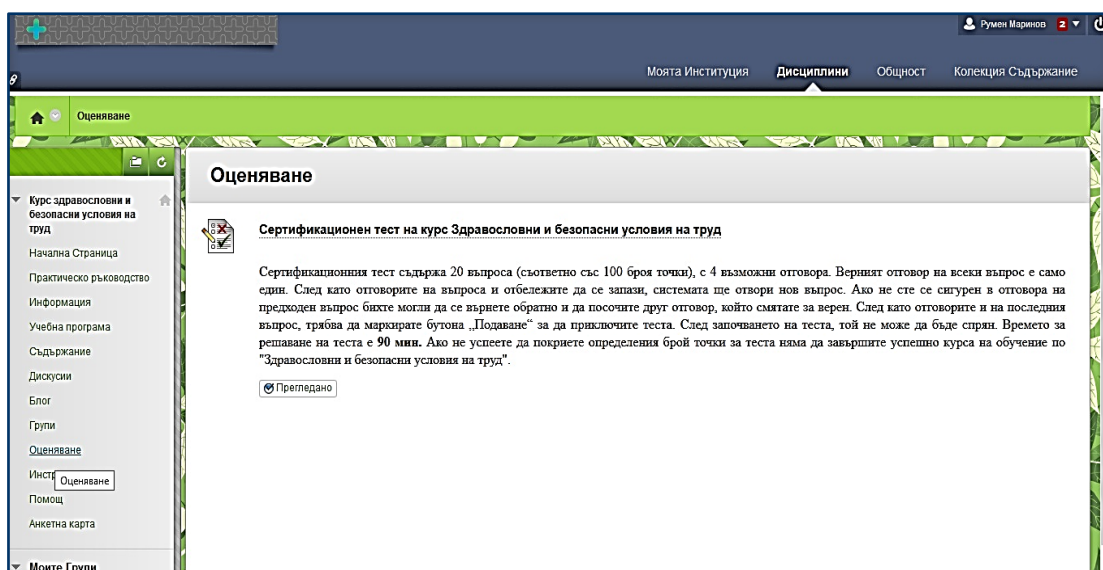 Румен Маринов 2
Моята Институция Дисциплини Общност Колекция Съдържание
Оценяване
Курс здравословни и
безопасни условия на
труд
Начална Страница
Практическо ръководство
Информация
Учебна програма
Съдържание
Дискусии
Блог
Групи
Оценяване
Инстр
Оценяване
Помощ
Анкетна карта
Моите Групи
Оценяване
Сертификационен тест на курс Здравословни и безопасни условия на труд
Сертификационния тест съдържа 20 въпроса (съответно със 100 броя точки), с 4 възможни отговора. Верният отговор на всеки въпрос е само
един. След като отговорите на въпроса и отбележите да се запази, системата ще отвори нов въпрос. Ако не сте се сигурен в отговора на
предходен въпрос бихте могли да се върнете обратно и да посочите друг отговор, който смятате за верен. След като отговорите и на последния
въпрос, трябва да маркирате бутона „Подаване“ за да приключите теста. След започването на теста, той не може да бъде спрян. Времето за
решаване на теста е 90 мин. Ако не успеете да покриете определения брой точки за теста няма да завършите успешно курса на обучение по
"Здравословни и безопасни условия на труд".
Прегледано